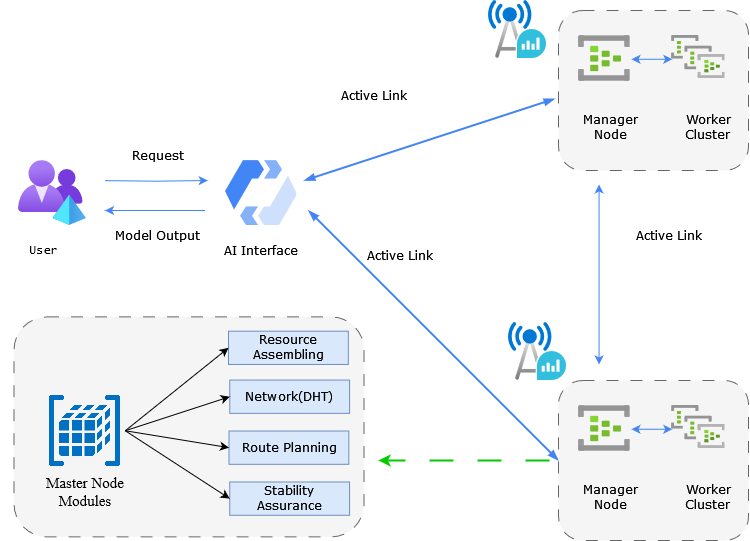 Active Link
Manager
Node
Worker
Cluster
Request
Model Output
User
AI Interface
Active Link
Active Link
Resource
Assembling
Network(DHT)
Route Planning
Stability
Assurance
Master Node
Modules
Manager
Node
Worker
Cluster